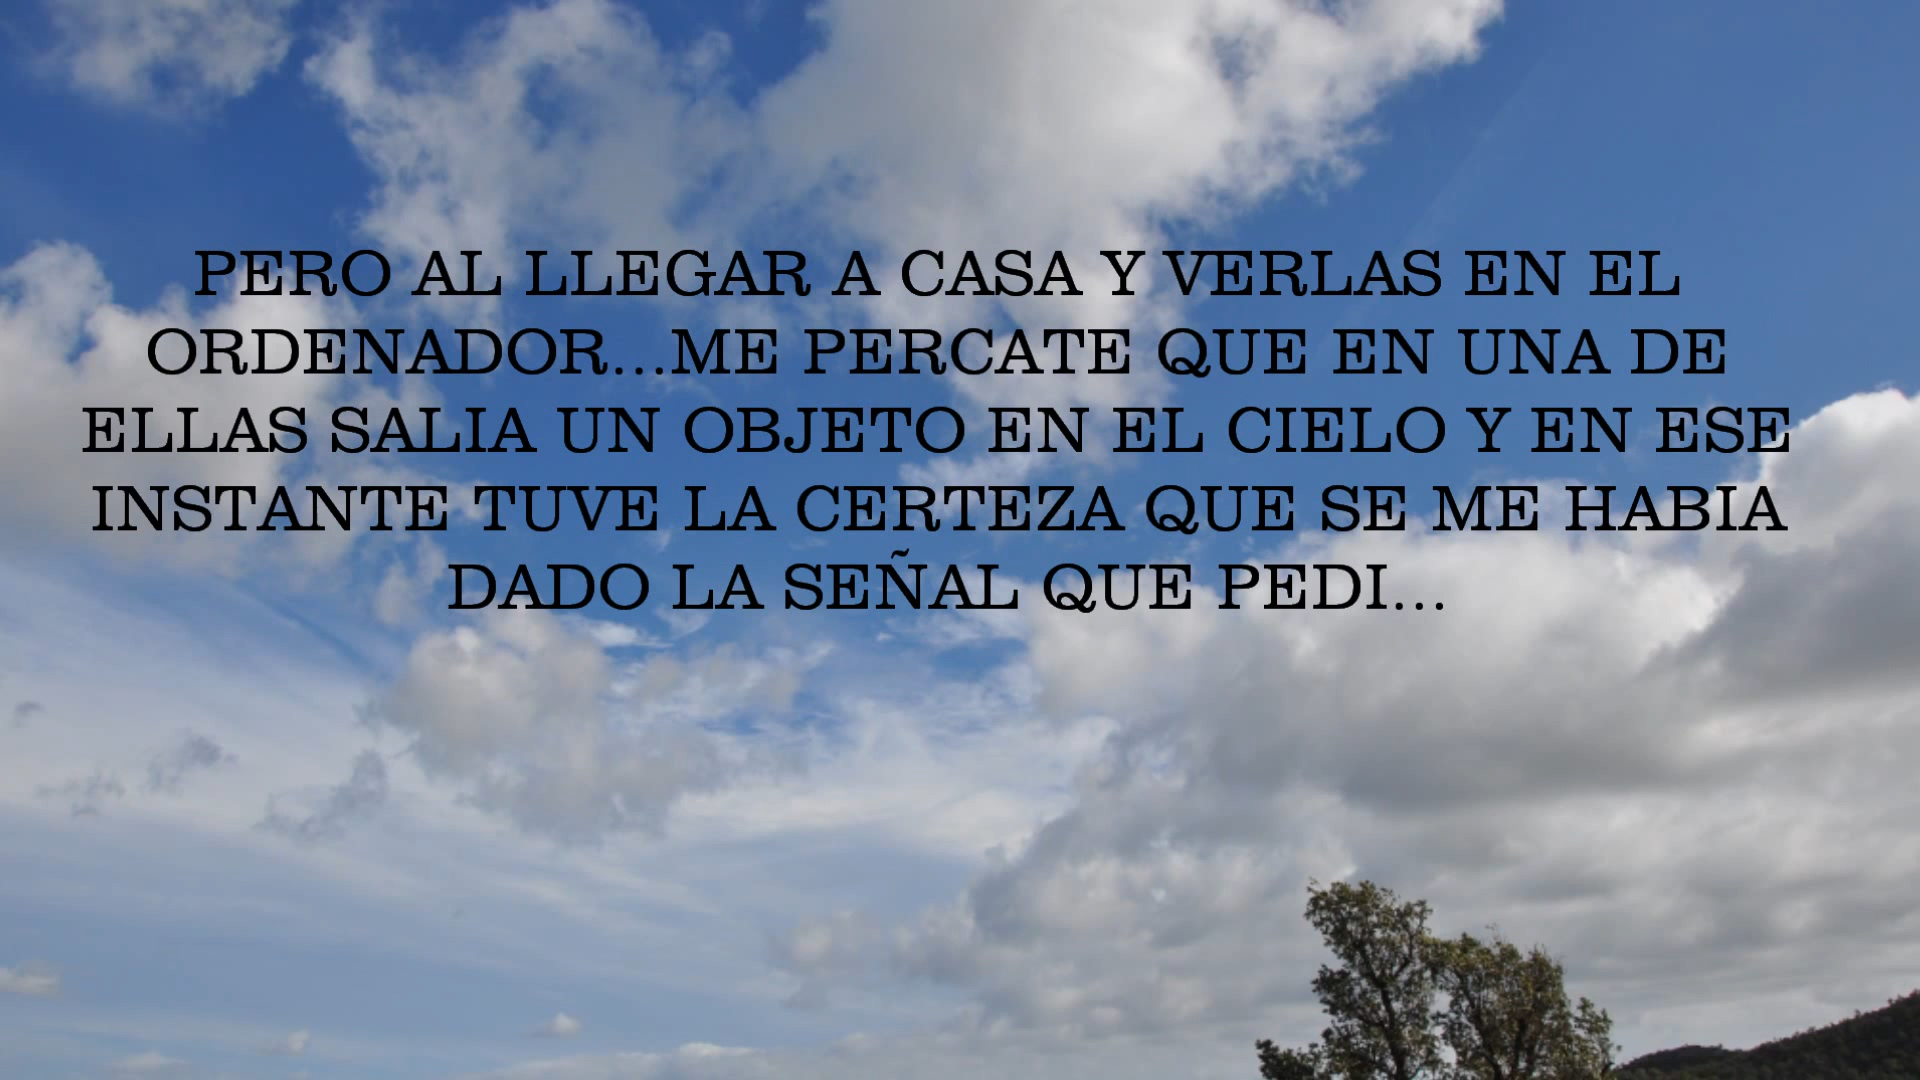 PERO AL LLEGAR A CASA Y VERLAS EN EL
ORDENADOR...ME PERCATE QUE EN UNA DE
ELLAS SALIA UN OBJETO EN EL CIELO Y EN ESE
INSTANTE TUVE LA CERTEZA QUE SE ME HABIA
DADO LA SEÑAL QUE PEDI...